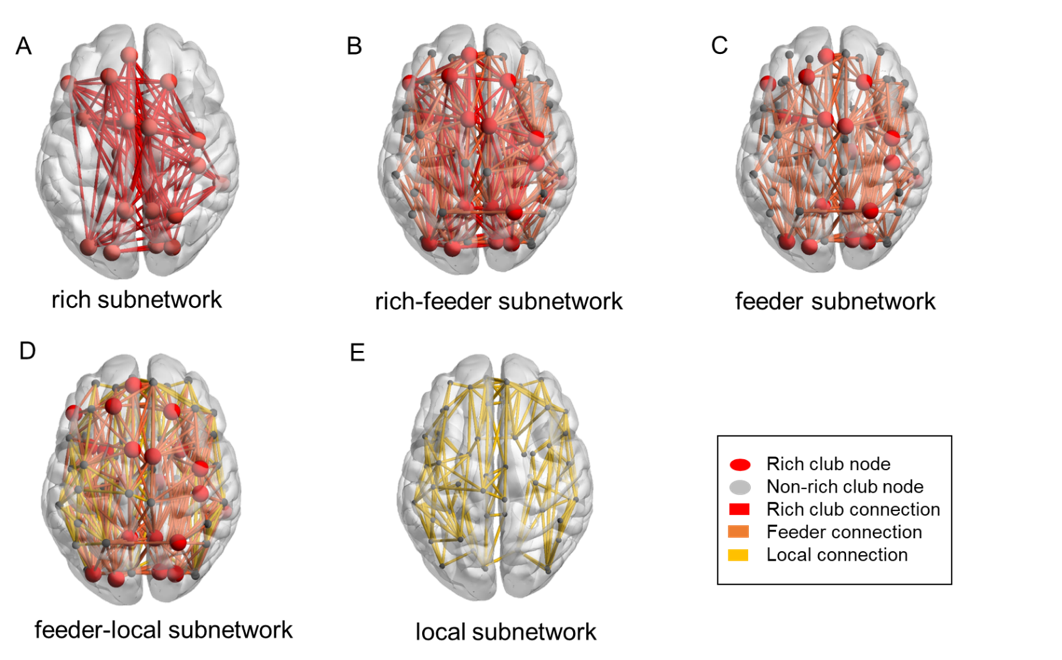 A
B
C
rich subnetwork
rich-feeder subnetwork
feeder subnetwork
D
E
Rich club node
Non-rich club node
Rich club connection
Feeder connection
Local connection
feeder-local subnetwork
local subnetwork